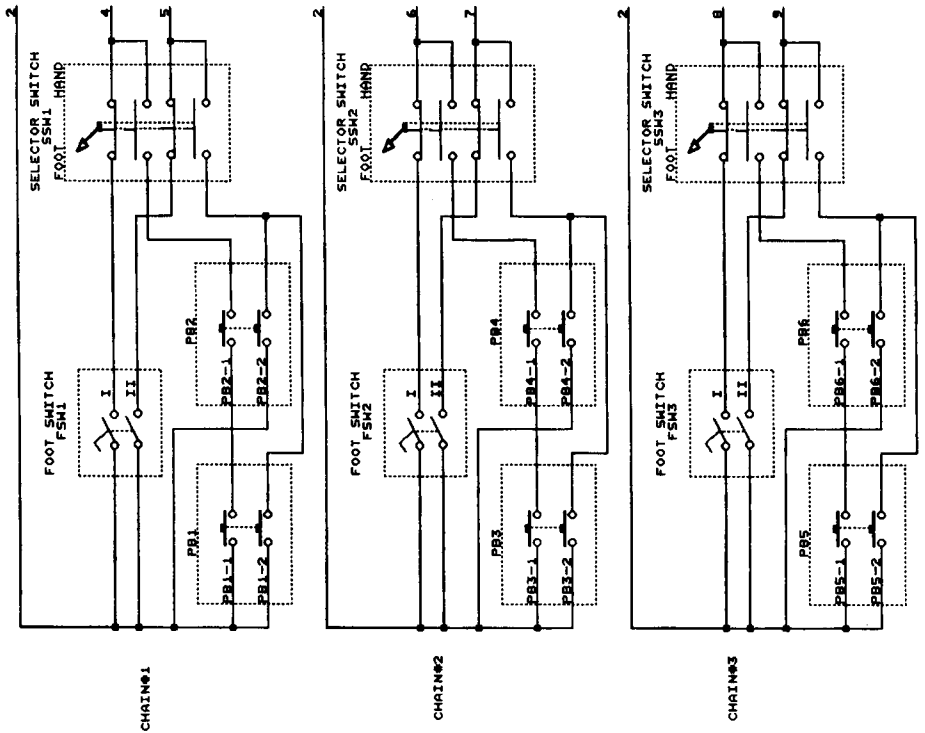 2
4
5
SELECTOR SWITCH
SSW1
FOOT
HAND
PB2
PB2-1
PB2-2
FOOT SWITCH
FSW1
I
II
PB1
PB1-1
PB1-2
CHAIN#1
2
6
7
SELECTOR SWITCH
SSW2
FOOT
HAND
PB4
PB4-1
PB4-2
FOOT SWITCH
FSW2
I
II
PB3
PB3-1
PB3-2
CHAIN#2
2
8
9
SELECTOR SWITCH
SSW3
FOOT
HAND
PB6
PB6-1
PB6-2
FOOT SWITCH
FSW3
I
II
PB5
PB5-1
PB5-2
CHAIN#3